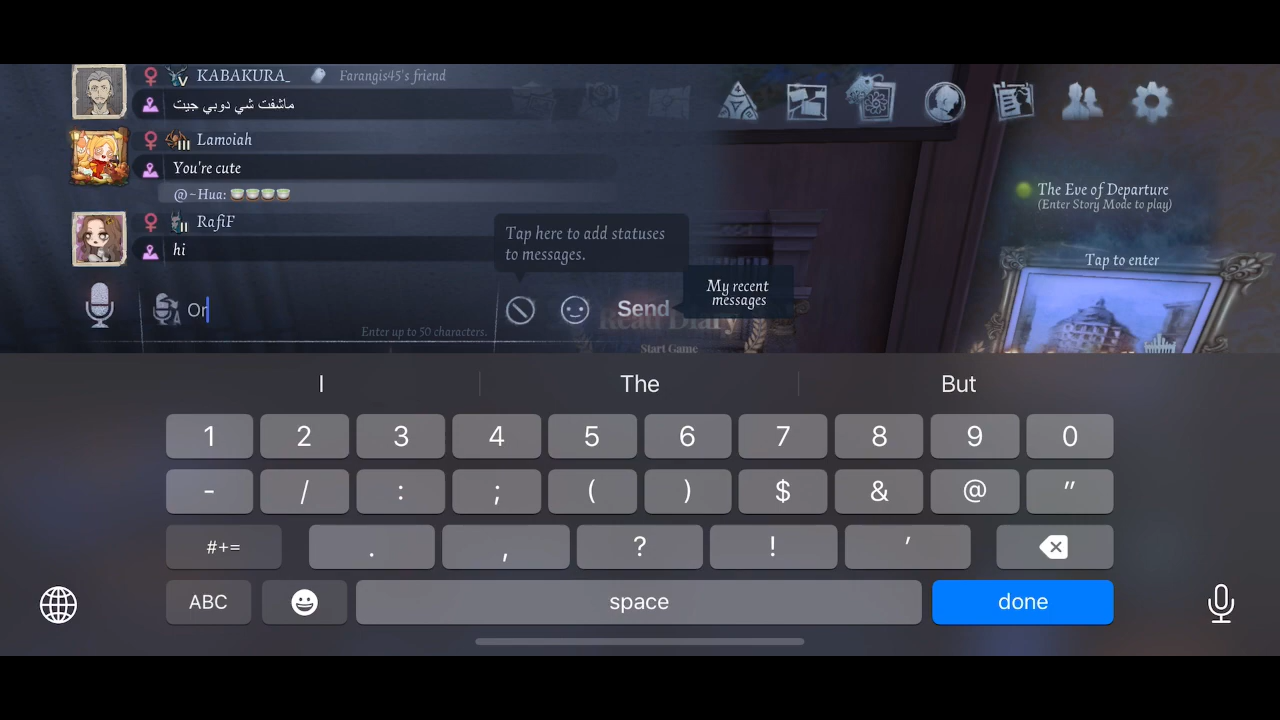 KABAKURA_ Farangis45's friend
ماشفت شي دوبي جيت
Lamoiah
You're cute
@~Hua:
RafiF
hi
The Eve of Departure
(Enter Story Mode to play)
Tap here to add statuses
to messages.
Tap to enter
My recent
messages
Or
Send
Enter up to 50 characters.
Read Diary
Start Game
I The But
1 2 3 4 5 6 7 8 9 0
- / : ; ( ) $ & @ "
#+= . , ? ! '
ABC space done